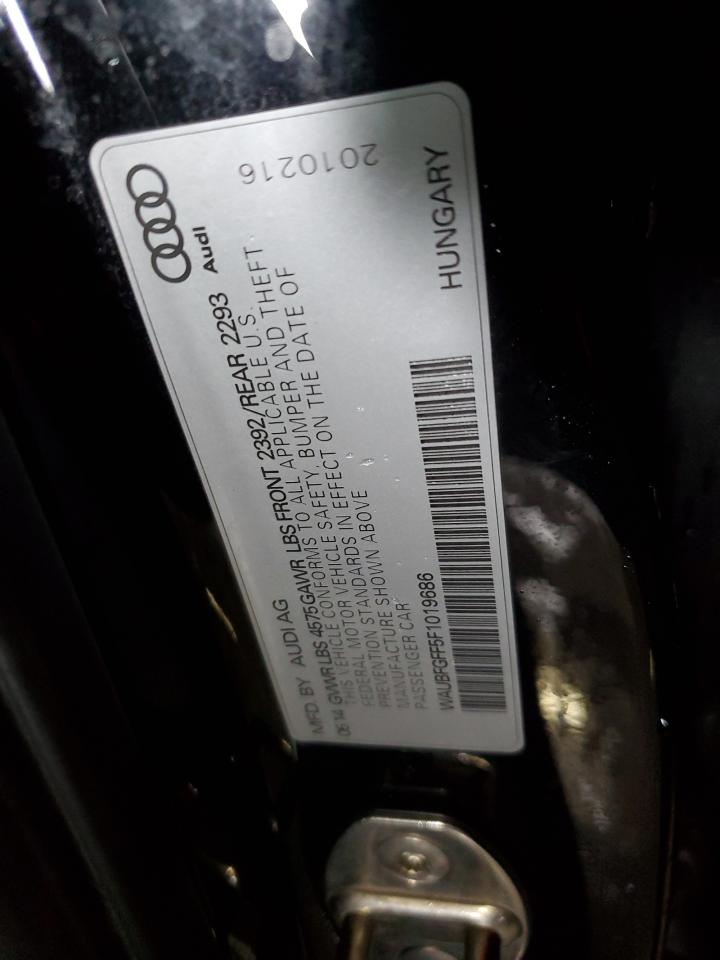 Audi
2010216
MFD. BY AUDI AG
06 14 GVWR LBS 4575 GAWR LBS FRONT 2392/REAR 2293
THIS VEHICLE CONFORMS TO ALL APPLICABLE U.S.
FEDERAL MOTOR VEHICLE SAFETY, BUMPER AND THEFT
PREVENTION STANDARDS IN EFFECT ON THE DATE OF
MANUFACTURE SHOWN ABOVE
PASSENGER CAR
WAUBFGFF5F1019686
HUNGARY